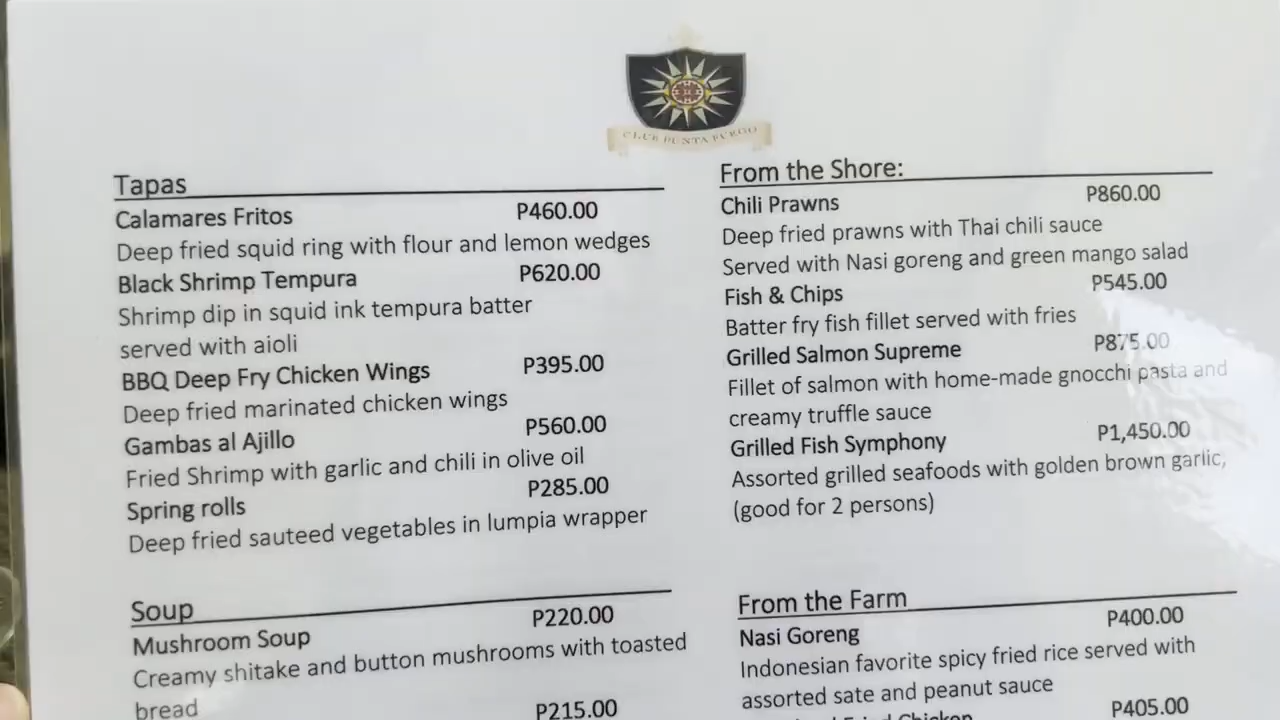 CLUB PUNTA FUEGO
Tapas
Calamares Fritos P460.00
Deep fried squid ring with flour and lemon wedges
Black Shrimp Tempura P620.00
Shrimp dip in squid ink tempura batter
served with aioli
BBQ Deep Fry Chicken Wings P395.00
Deep fried marinated chicken wings
Gambas al Ajillo P560.00
Fried Shrimp with garlic and chili in olive oil
Spring rolls P285.00
Deep fried sauteed vegetables in lumpia wrapper
Soup
Mushroom Soup P220.00
Creamy shitake and button mushrooms with toasted
bread
P215.00
From the Shore:
Chili Prawns P860.00
Deep fried prawns with Thai chili sauce
Served with Nasi goreng and green mango salad
Fish & Chips P545.00
Batter fry fish fillet served with fries
Grilled Salmon Supreme P875.00
Fillet of salmon with home-made gnocchi pasta and
creamy truffle sauce
Grilled Fish Symphony P1,450.00
Assorted grilled seafoods with golden brown garlic,
(good for 2 persons)
From the Farm
Nasi Goreng P400.00
Indonesian favorite spicy fried rice served with
assorted sate and peanut sauce
Fried Chicken P405.00